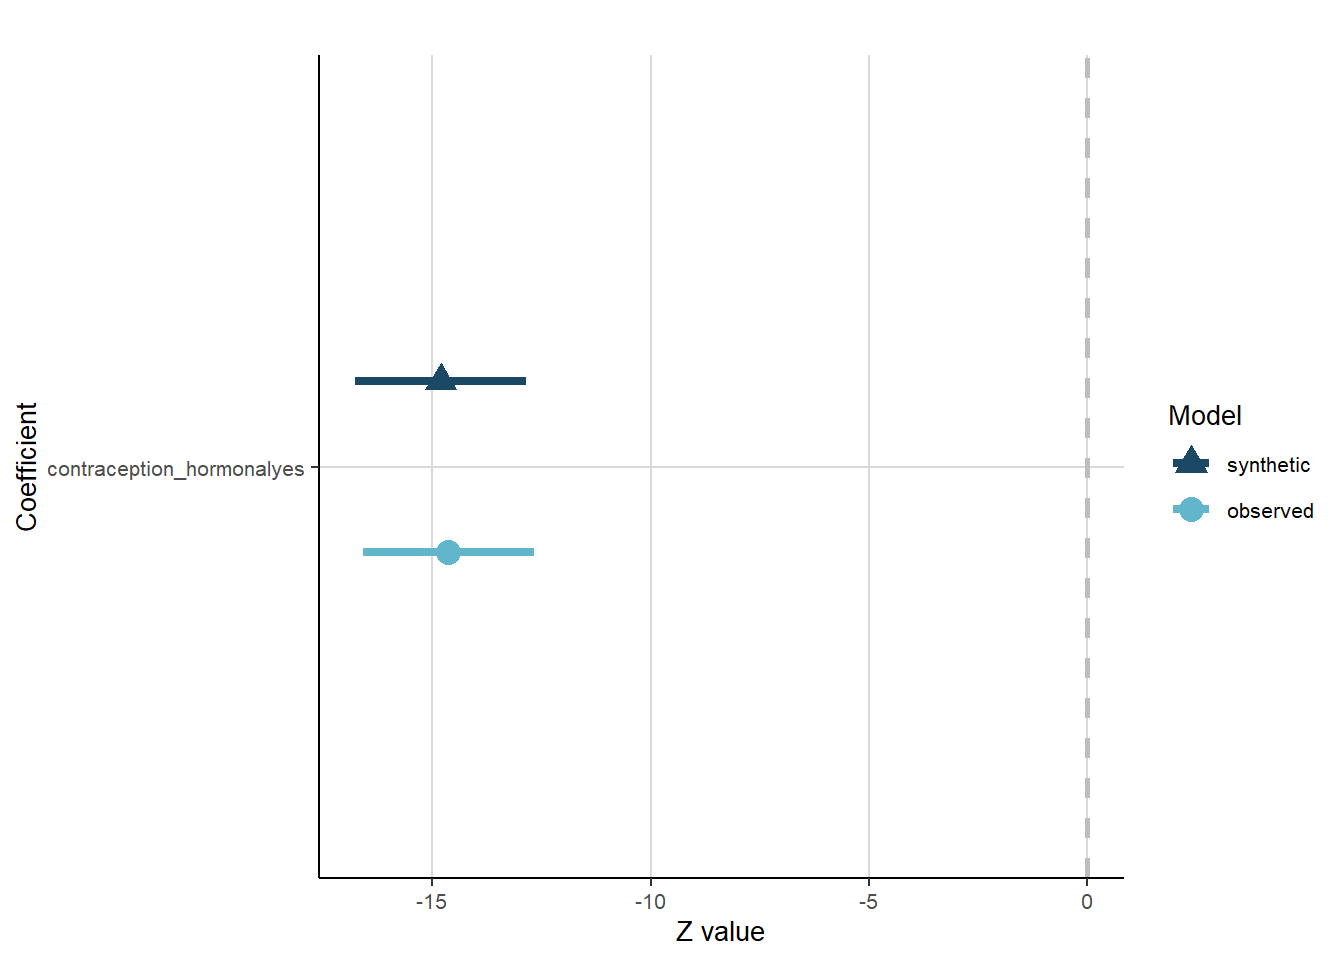 Coefficient
contraception_hormonalyes
-15
-10
-5
0
Z value
Model
synthetic
observed